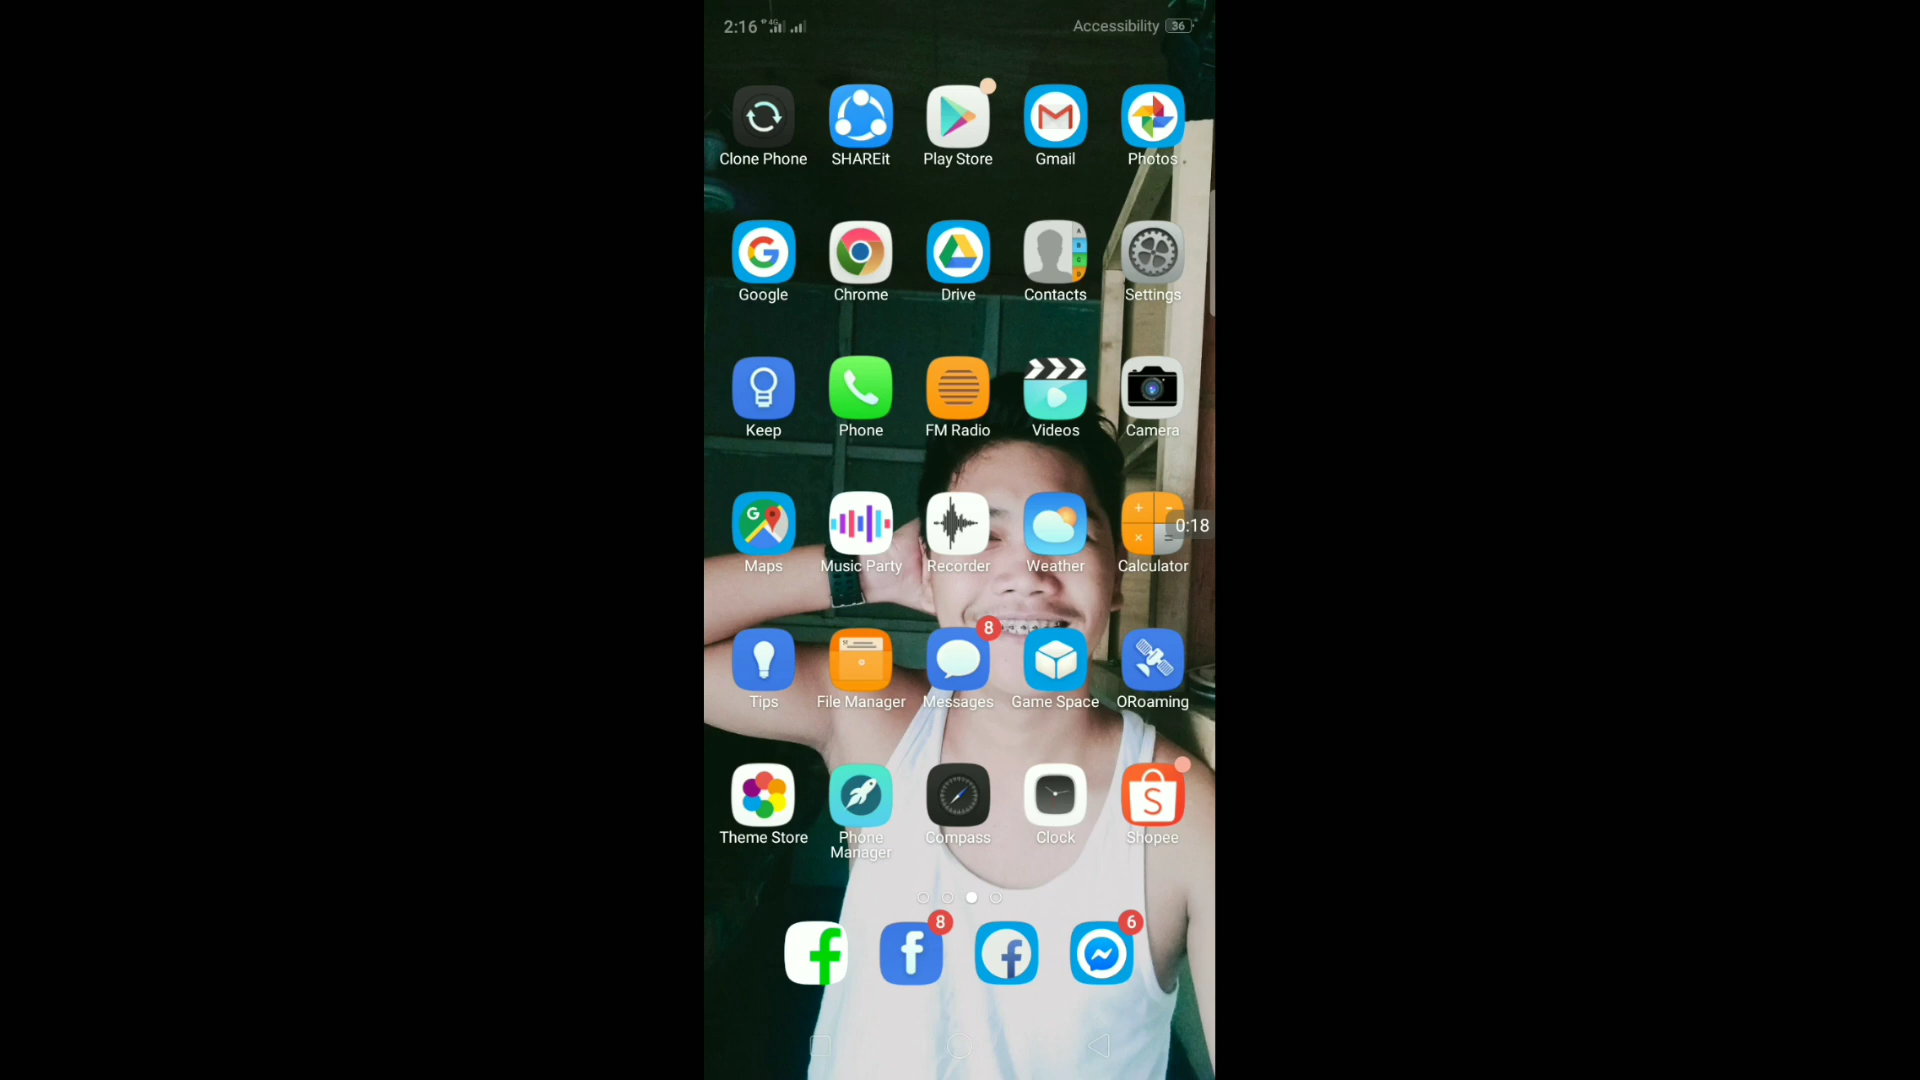 2:16 4G Accessibility 36
Clone Phone SHAREit Play Store Gmail Photos
Google Chrome Drive Contacts Settings
Keep Phone FM Radio Videos Camera
0:18
Maps Music Party Recorder Weather Calculator
8
Tips File Manager Messages Game Space ORoaming
Theme Store Phone Manager Compass Clock Shopee
8 6